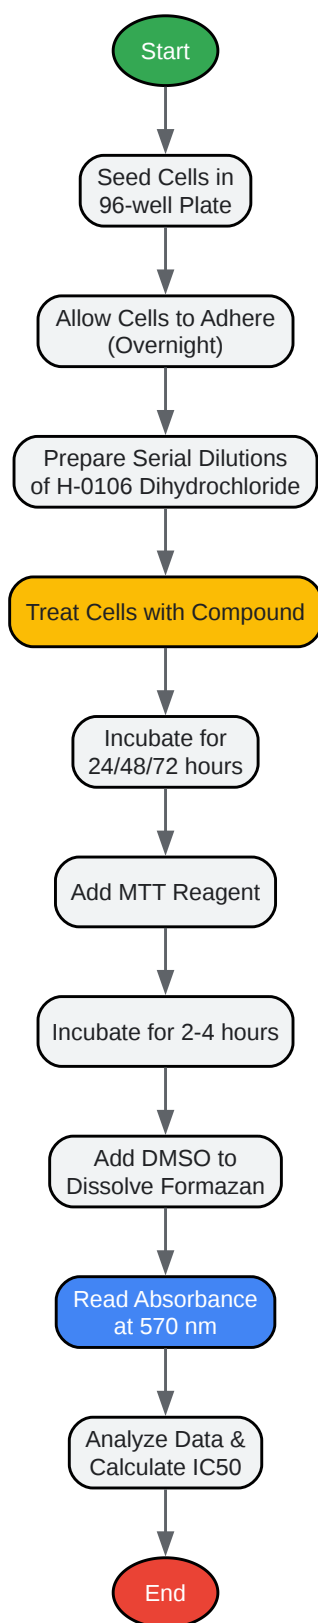 Start
Seed Cells in
96-well Plate
Allow Cells to Adhere
(Overnight)
Prepare Serial Dilutions
of H-0106 Dihydrochloride
Treat Cells with Compound
Incubate for
24/48/72 hours
Add MTT Reagent
Incubate for 2-4 hours
Add DMSO to
Dissolve Formazan
Read Absorbance
at 570 nm
Analyze Data &
Calculate IC50
End